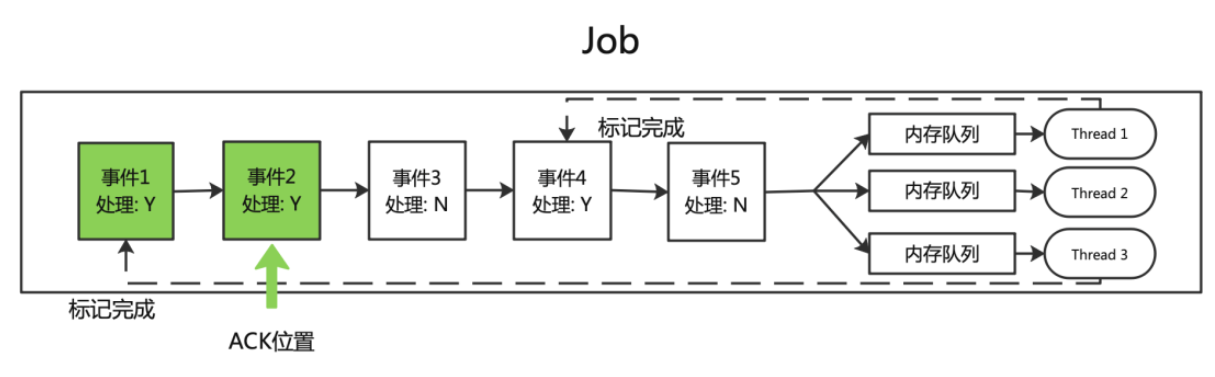 Job
事件1
处理: Y
事件2
处理: Y
事件3
处理: N
事件4
处理: Y
事件5
处理: N
标记完成
内存队列
Thread 1
内存队列
Thread 2
内存队列
Thread 3
标记完成
ACK位置